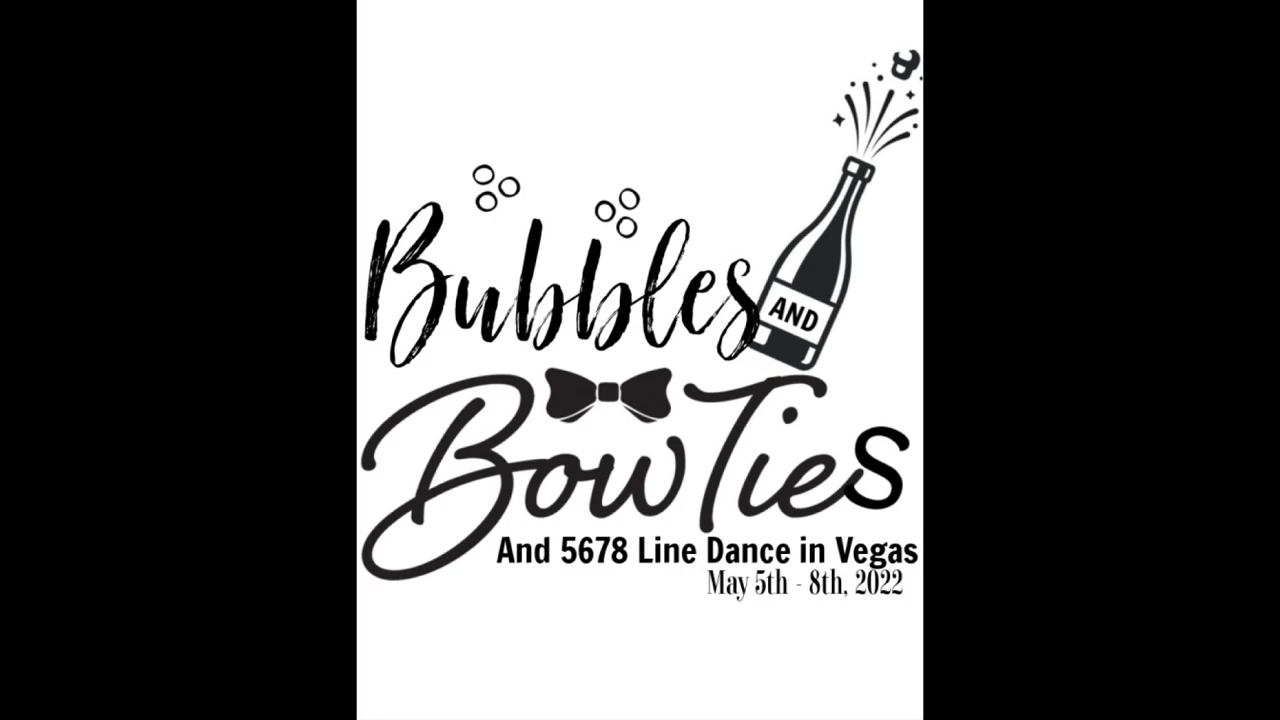 Bubbles
AND
BowTies
And 5678 Line Dance in Vegas
May 5th - 8th, 2022